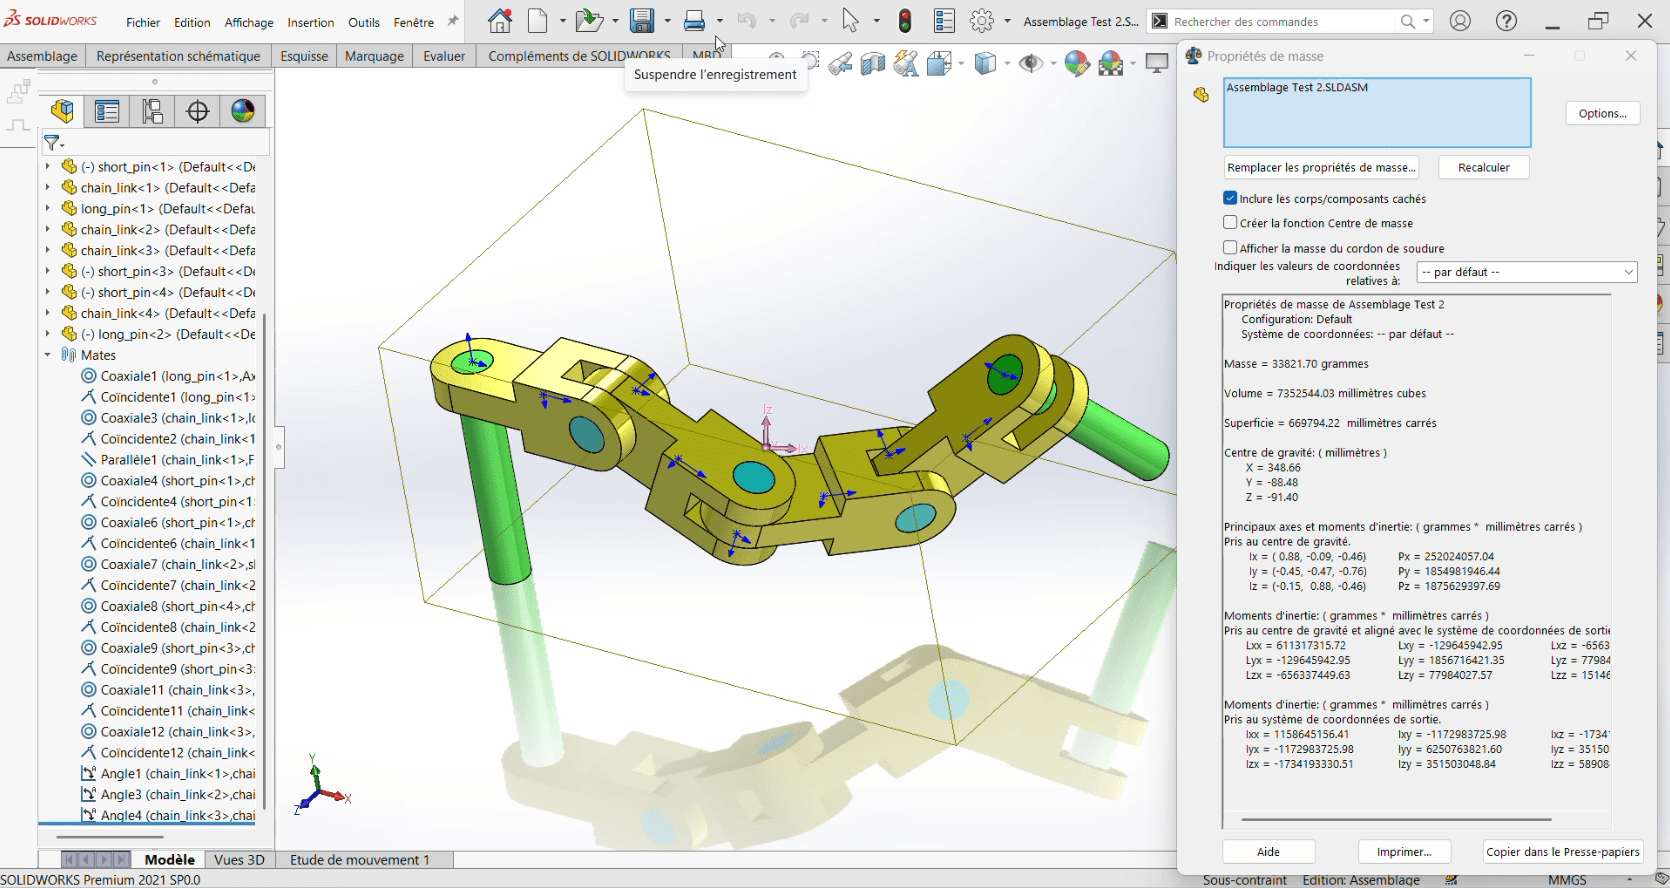 SOLIDWORKS
Fichier Edition Affichage Insertion Outils Fenêtre
Assemblage Test 2.S...
Rechercher des commandes
Assemblage Représentation schématique Esquisse Marquage Evaluer Compléments de SOLIDWORKS MBD
Suspendre l'enregistrement
(-) short_pin<1> (Default<<De
chain_link<1> (Default<<Defa
long_pin<1> (Default<<Defau
chain_link<2> (Default<<Defa
chain_link<3> (Default<<Defa
(-) short_pin<3> (Default<<De
(-) short_pin<4> (Default<<De
chain_link<4> (Default<<Defa
(-) long_pin<2> (Default<<De
Mates
Coaxiale1 (long_pin<1>,Ax
Coïncidente1 (long_pin<1>
Coaxiale3 (chain_link<1>,lo
Coïncidente2 (chain_link<1
Parallèle1 (chain_link<1>,F
Coaxiale4 (short_pin<1>,ch
Coïncidente4 (short_pin<1>
Coaxiale6 (short_pin<1>,ch
Coïncidente6 (chain_link<1
Coaxiale7 (chain_link<2>,sl
Coïncidente7 (chain_link<2
Coaxiale8 (short_pin<4>,ch
Coïncidente8 (chain_link<2
Coaxiale9 (short_pin<3>,ch
Coïncidente9 (short_pin<3>
Coaxiale11 (chain_link<3>,
Coïncidente11 (chain_link<
Coaxiale12 (chain_link<3>,
Coïncidente12 (chain_link<
Angle1 (chain_link<1>,chai
Angle3 (chain_link<2>,chai
Angle4 (chain_link<3>,chai
Iz
Ix
Y
X
Z
Modèle Vues 3D Etude de mouvement 1
SOLIDWORKS Premium 2021 SP0.0
Propriétés de masse
Assemblage Test 2.SLDASM
Options...
Remplacer les propriétés de masse... Recalculer
Inclure les corps/composants cachés
Créer la fonction Centre de masse
Afficher la masse du cordon de soudure
Indiquer les valeurs de coordonnées relatives à: -- par défaut --
Propriétés de masse de Assemblage Test 2
Configuration: Default
Système de coordonnées: -- par défaut --
Masse = 33821.70 grammes
Volume = 7352544.03 millimètres cubes
Superficie = 669794.22 millimètres carrés
Centre de gravité: ( millimètres )
X = 348.66
Y = -88.48
Z = -91.40
Principaux axes et moments d'inertie: ( grammes * millimètres carrés )
Pris au centre de gravité.
Ix = ( 0.88, -0.09, -0.46) Px = 252024057.04
Iy = (-0.45, -0.47, -0.76) Py = 1854981946.44
Iz = (-0.15, 0.88, -0.46) Pz = 1875629397.69
Moments d'inertie: ( grammes * millimètres carrés )
Pris au centre de gravité et aligné avec le système de coordonnées de sortie
Lxx = 611317315.72 Lxy = -129645942.95 Lxz = -6563
Lyx = -129645942.95 Lyy = 1856716421.35 Lyz = 77984
Lzx = -656337449.63 Lzy = 77984027.57 Lzz = 15146
Moments d'inertie: ( grammes * millimètres carrés )
Pris au système de coordonnées de sortie.
Ixx = 1158645156.41 Ixy = -1172983725.98 Ixz = -1734
Iyx = -1172983725.98 Iyy = 6250763821.60 Iyz = 35150
Izx = -1734193330.51 Izy = 351503048.84 Izz = 58908
Aide Imprimer... Copier dans le Presse-papiers
Sous-contraint Edition: Assemblage MMGS